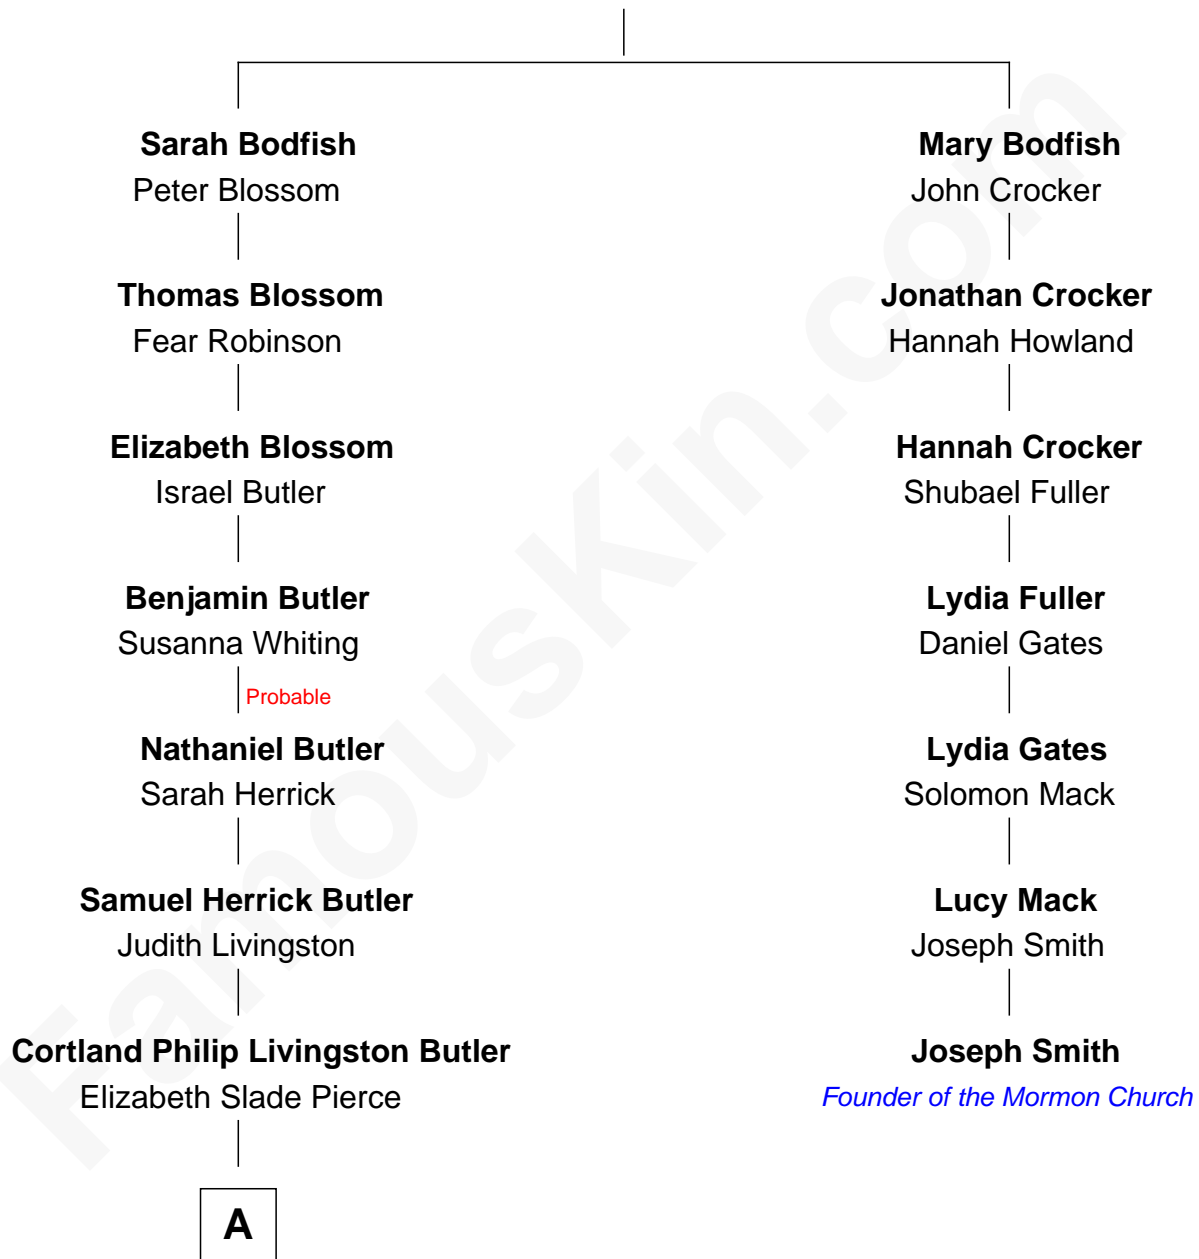 Sarah Bodfish
Peter Blossom
Thomas Blossom
Fear Robinson
Elizabeth Blossom
Israel Butler
Benjamin Butler
Susanna Whiting
Probable
Nathaniel Butler
Sarah Herrick
Samuel Herrick Butler
Judith Livingston
Cortland Philip Livingston Butler
Elizabeth Slade Pierce
A
Mary Bodfish
John Crocker
Jonathan Crocker
Hannah Howland
Hannah Crocker
Shubael Fuller
Lydia Fuller
Daniel Gates
Lydia Gates
Solomon Mack
Lucy Mack
Joseph Smith
Joseph Smith
Founder of the Mormon Church
FamousKin.com